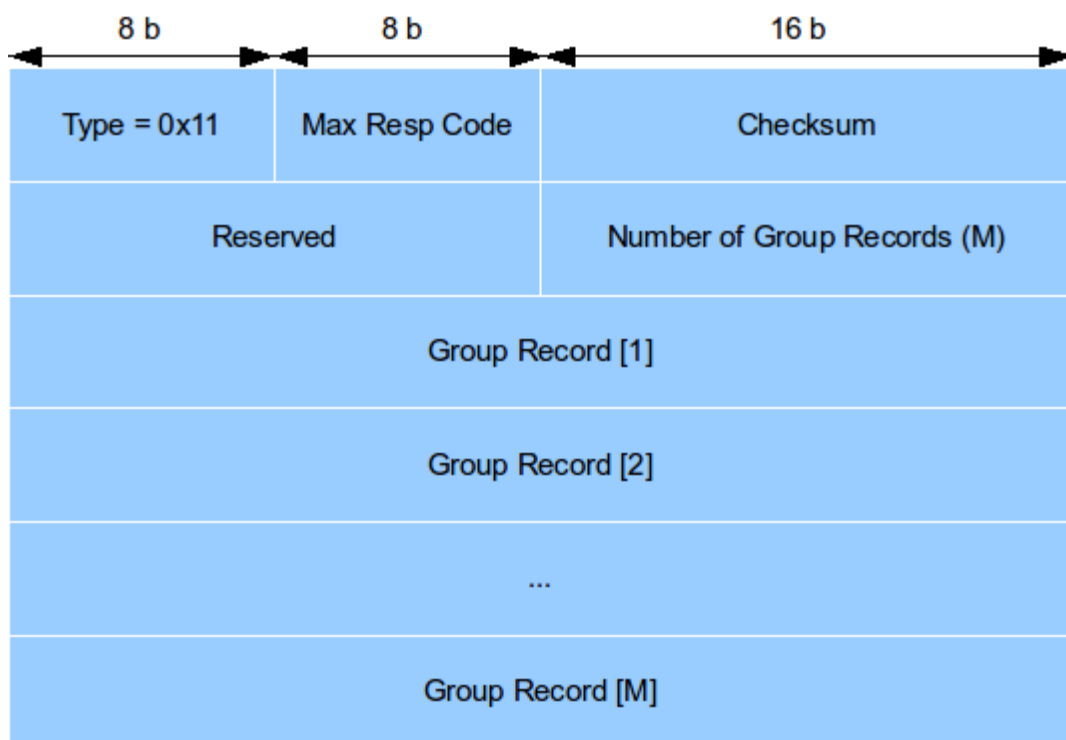 8 b 8 b 16 b
Type = 0x11 Max Resp Code Checksum
Reserved Number of Group Records (M)
Group Record [1]
Group Record [2]
...
Group Record [M]